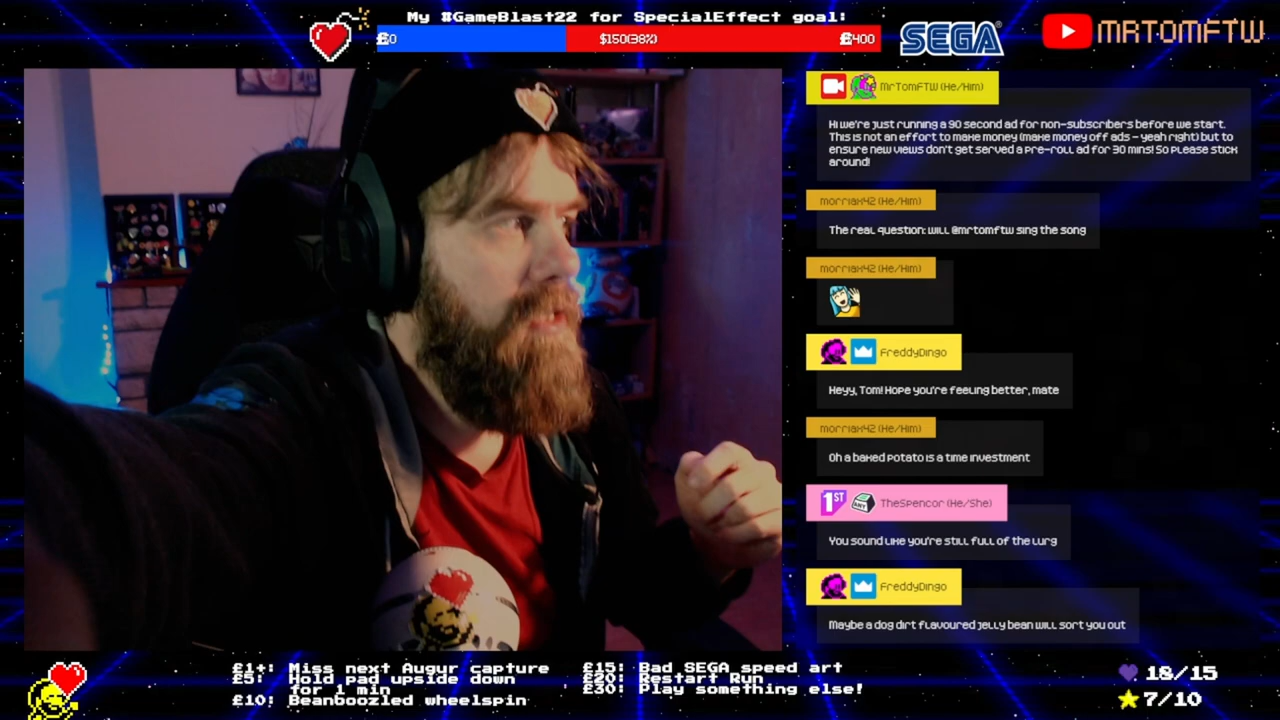 My #GameBlast22 for SpecialEffect goal:
£0
$150(38%)
£400
SEGA
MRTOMFTW
MrTomFTW (He/Him)
Hi we're just running a 90 second ad for non-subscribers before we start.
This is not an effort to make money (make money off ads - yeah right) but to
ensure new views don't get served a pre-roll ad for 30 mins! So please stick
around!
morriax42 (He/Him)
The real question: will @mrtomftw sing the song
morriax42 (He/Him)
FreddyDingo
Heyy, Tom! Hope you're feeling better, mate
morriax42 (He/Him)
Oh a baked potato is a time investment
1ST
ANY
TheSpencor (He/She)
You sound like you're still full of the lurg
FreddyDingo
Maybe a dog dirt flavoured jelly bean will sort you out
£1+: Miss next Augur capture
£5: Hold pad upside down
for 1 min
£10: Beanboozled wheelspin
£15: Bad SEGA speed art
£20: Restart Run
£30: Play something else!
18/15
7/10